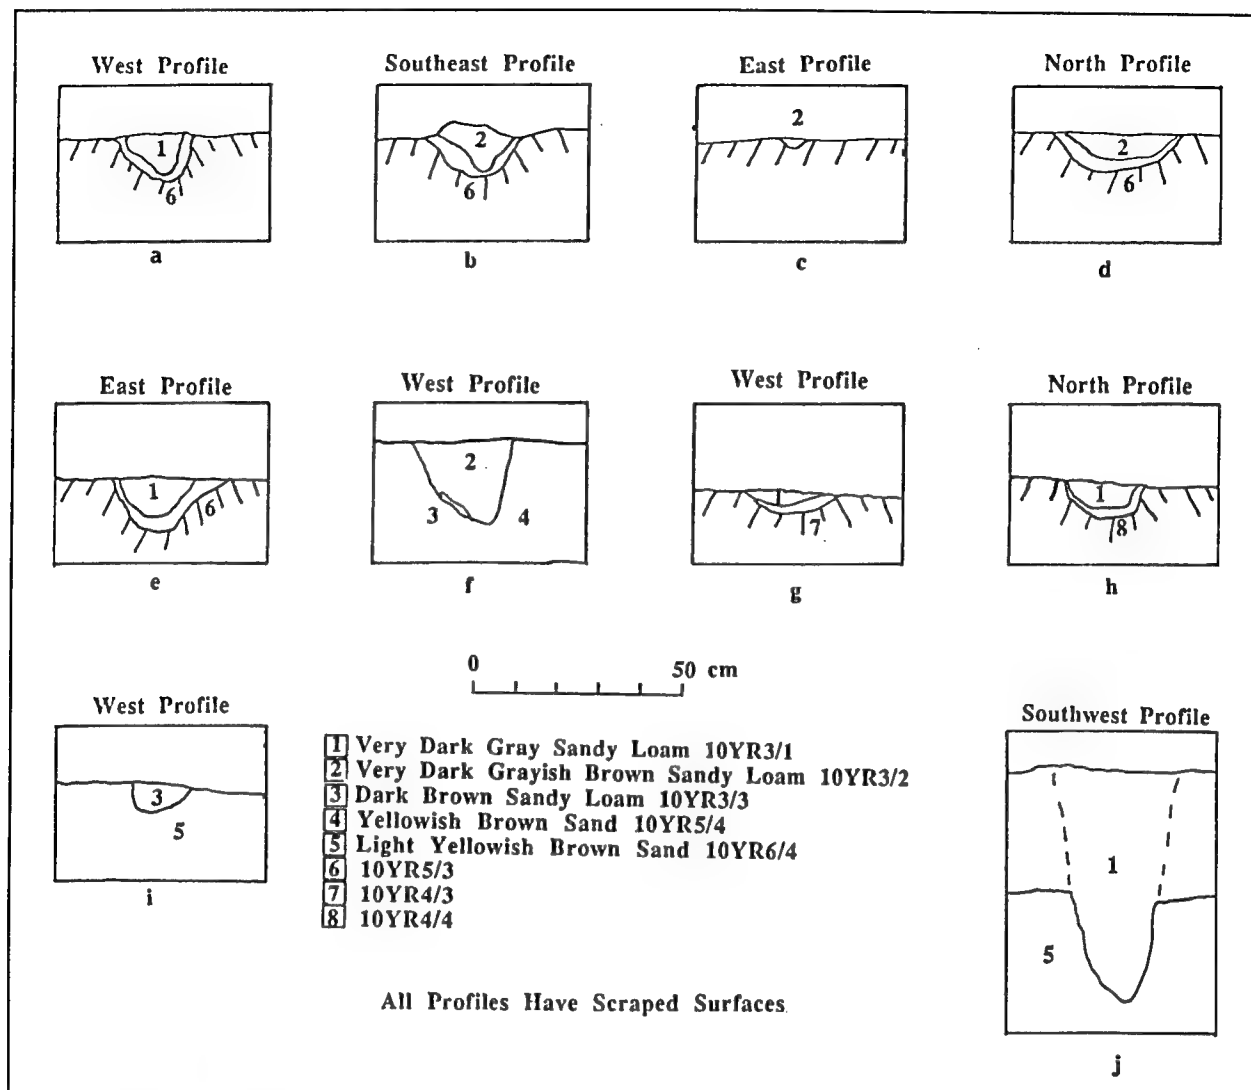 West Profile
Southeast Profile
East Profile
North Profile
1
6
a
2
6
b
2
c
2
6
d
East Profile
West Profile
West Profile
North Profile
1
6
e
2
3
4
f
1
7
g
1
8
h
0 50 cm
West Profile
3
5
i
1 Very Dark Gray Sandy Loam 10YR3/1
2 Very Dark Grayish Brown Sandy Loam 10YR3/2
3 Dark Brown Sandy Loam 10YR3/3
4 Yellowish Brown Sand 10YR5/4
5 Light Yellowish Brown Sand 10YR6/4
6 10YR5/3
7 10YR4/3
8 10YR4/4
All Profiles Have Scraped Surfaces
Southwest Profile
1
5
j